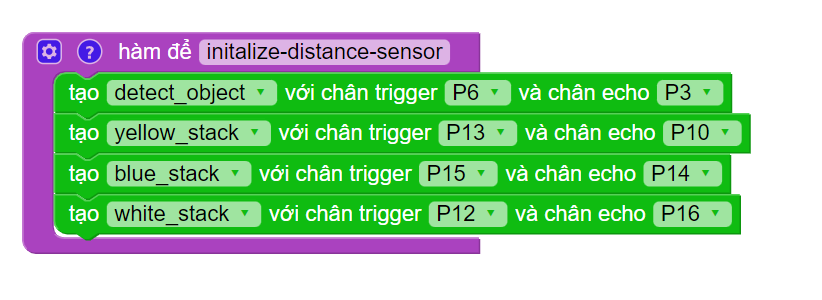 ? hàm để initalize-distance-sensor
tạo detect_object với chân trigger P6 và chân echo P3
tạo yellow_stack với chân trigger P13 và chân echo P10
tạo blue_stack với chân trigger P15 và chân echo P14
tạo white_stack với chân trigger P12 và chân echo P16